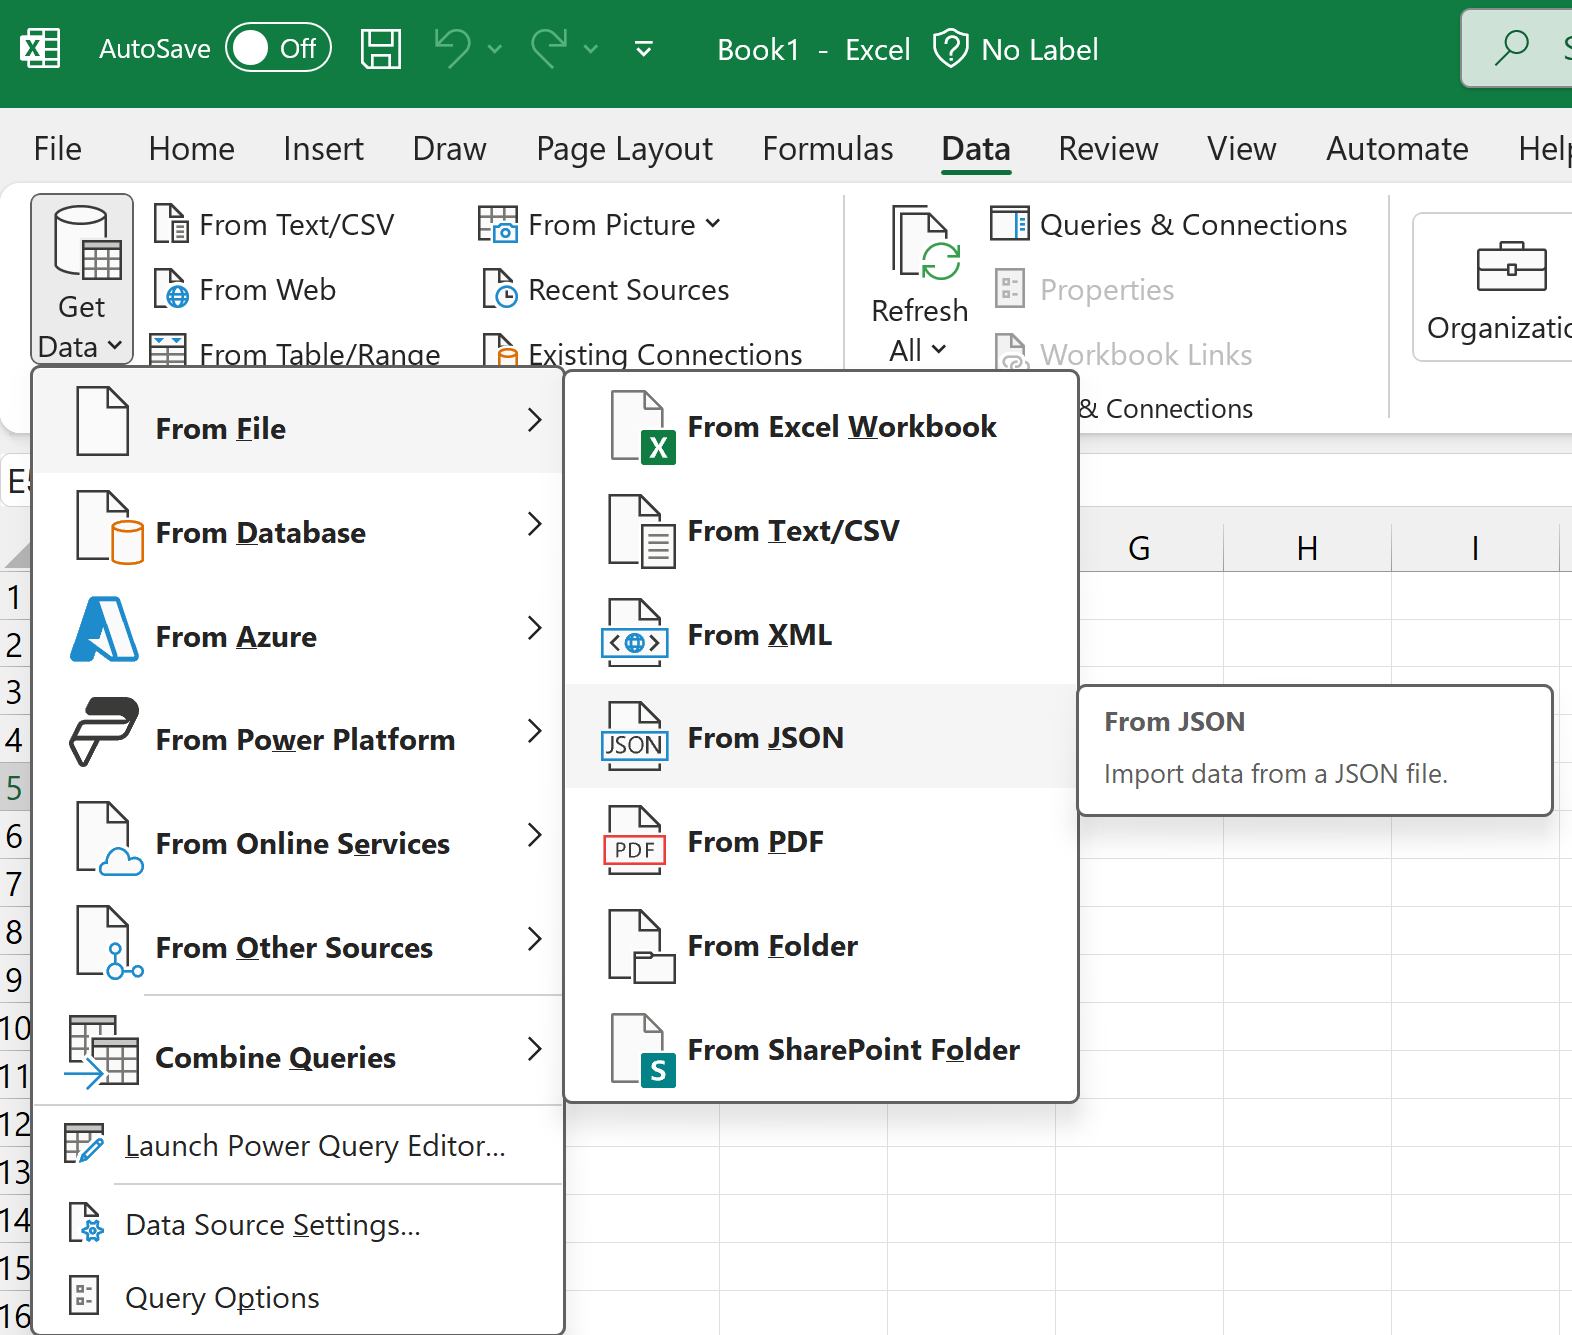 AutoSave Off Book1 - Excel No Label
File Home Insert Draw Page Layout Formulas Data Review View Automate Help
Get Data
From Text/CSV
From Web
From Table/Range
From Picture
Recent Sources
Existing Connections
Refresh All
Queries & Connections
Properties
Workbook Links
& Connections
From File
From Database
From Azure
From Power Platform
From Online Services
From Other Sources
Combine Queries
Launch Power Query Editor...
Data Source Settings...
Query Options
X
From Excel Workbook
From Text/CSV
From XML
JSON
From JSON
PDF
From PDF
From Folder
S
From SharePoint Folder
From JSON
Import data from a JSON file.
G H I
1
2
3
4
5
6
7
8
9
10
11
12
13
14
15
16